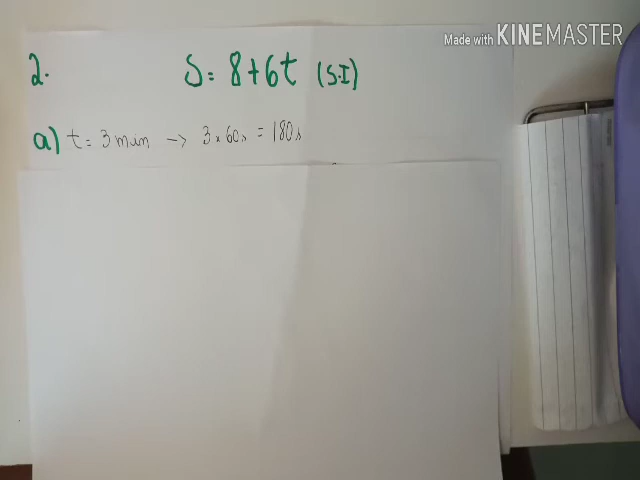 Made with KINEMASTER
2. S = 8 + 6t (S.I)
a) t = 3 min → 3 x 60s = 180s